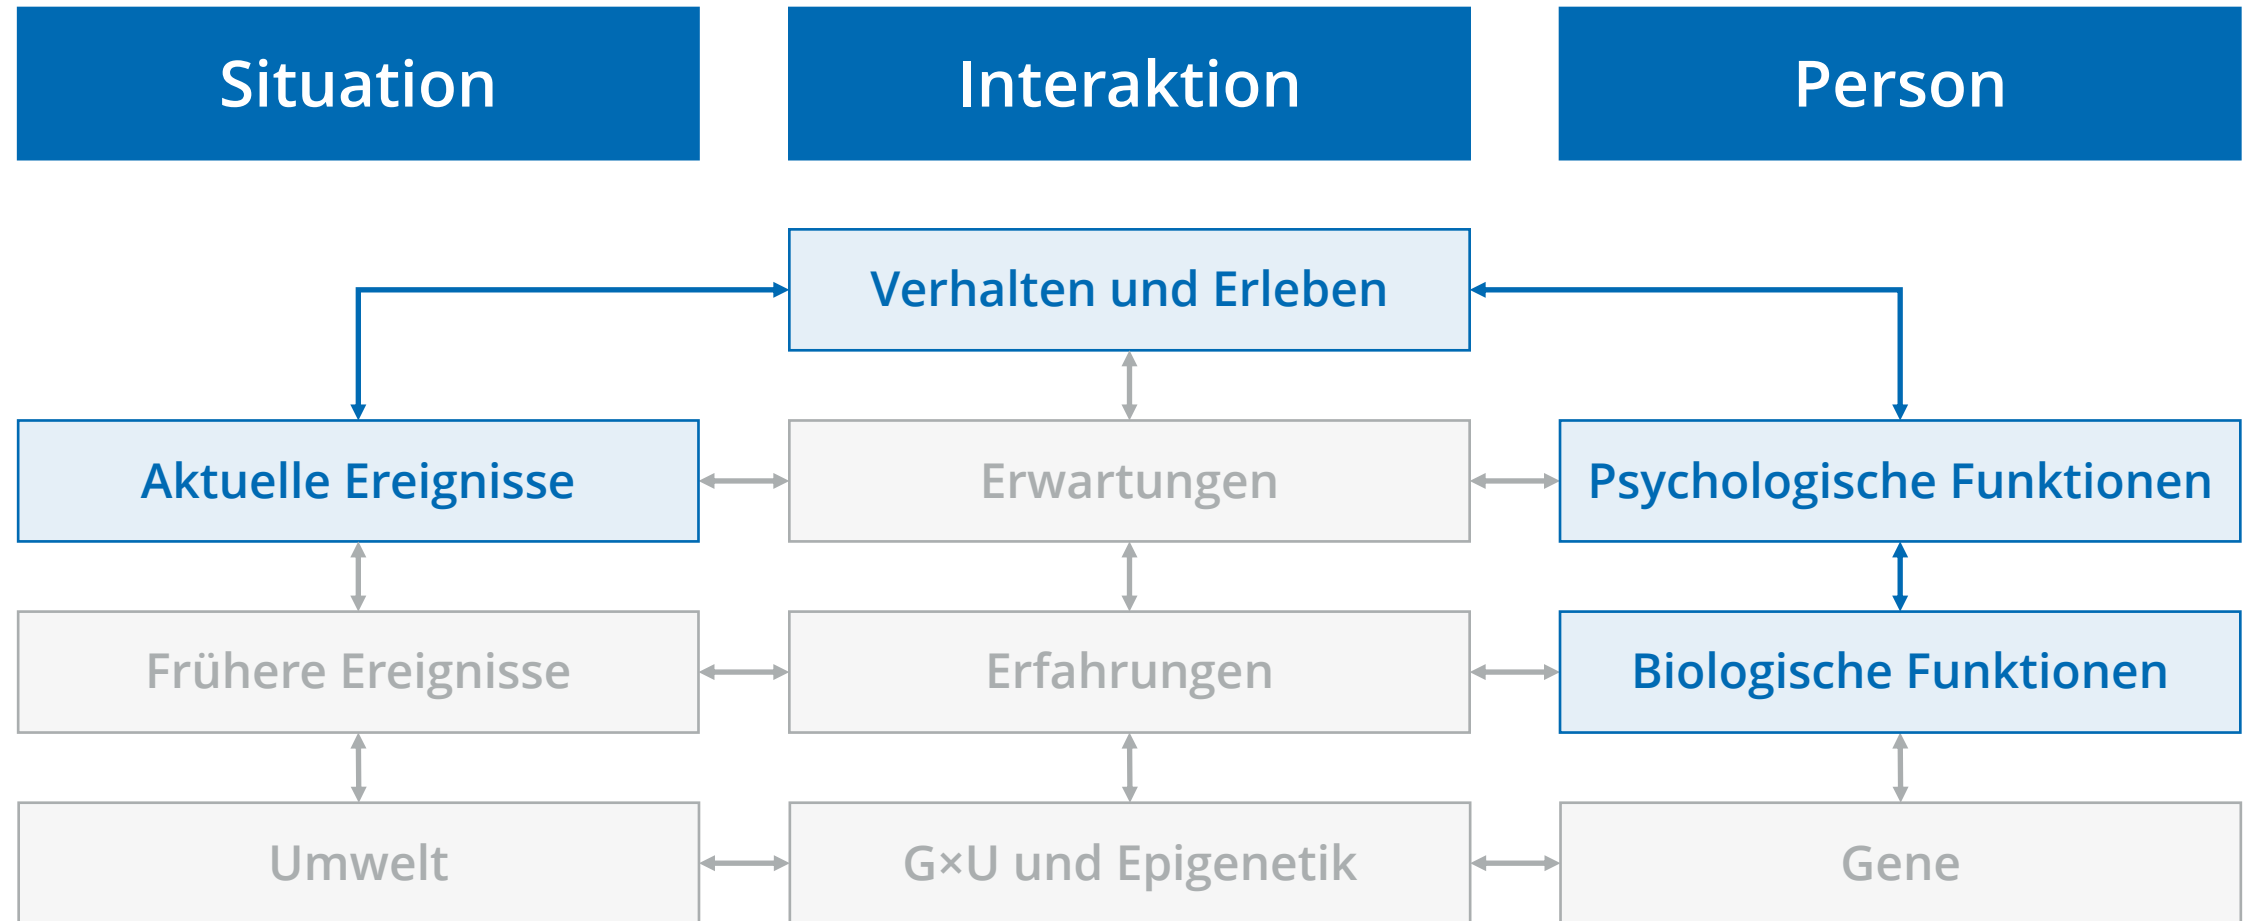 Situation
Interaktion
Person
Verhalten und Erleben
Aktuelle Ereignisse
Erwartungen
Psychologische Funktionen
Frühere Ereignisse
Erfahrungen
Biologische Funktionen
Umwelt
G×U und Epigenetik
Gene